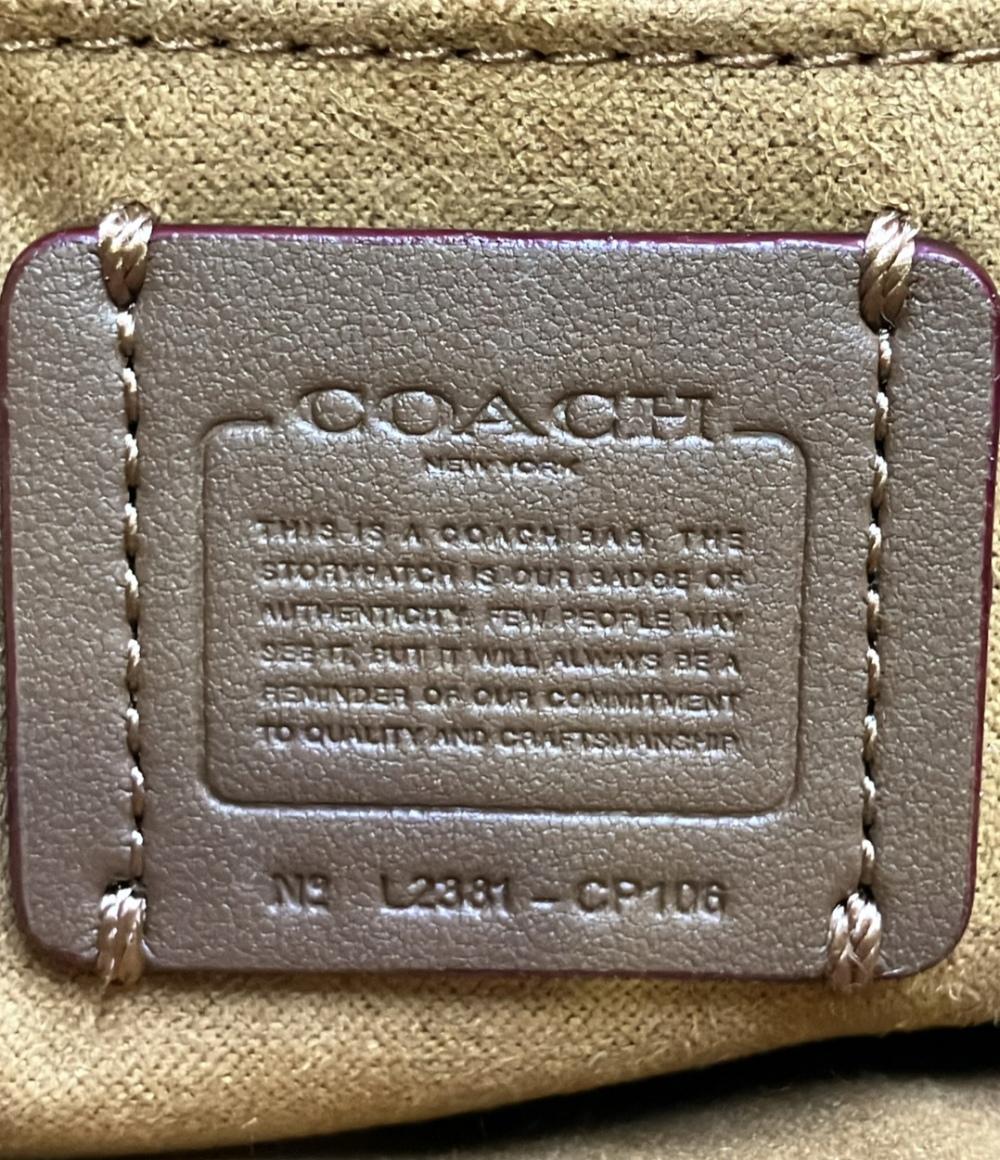 COACH
NEW YORK
THIS IS A COACH BAG. THE
STORYPATCH IS OUR BADGE OF
AUTHENTICITY. FEW PEOPLE MAY
SEE IT, BUT IT WILL ALWAYS BE A
REMINDER OF OUR COMMITMENT
TO QUALITY AND CRAFTSMANSHIP
Nº L2331 – CP106